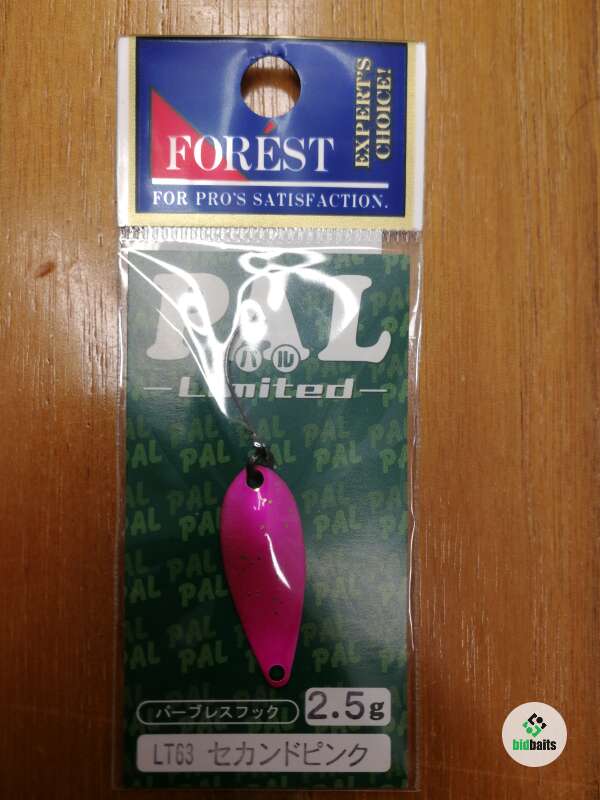 EXPERT'S
CHOICE!
FORÉST
FOR PRO'S SATISFACTION.
PAL
パル
Limited
バーブレスフック
2.5g
LT63 セカンドピンク
bidbaits